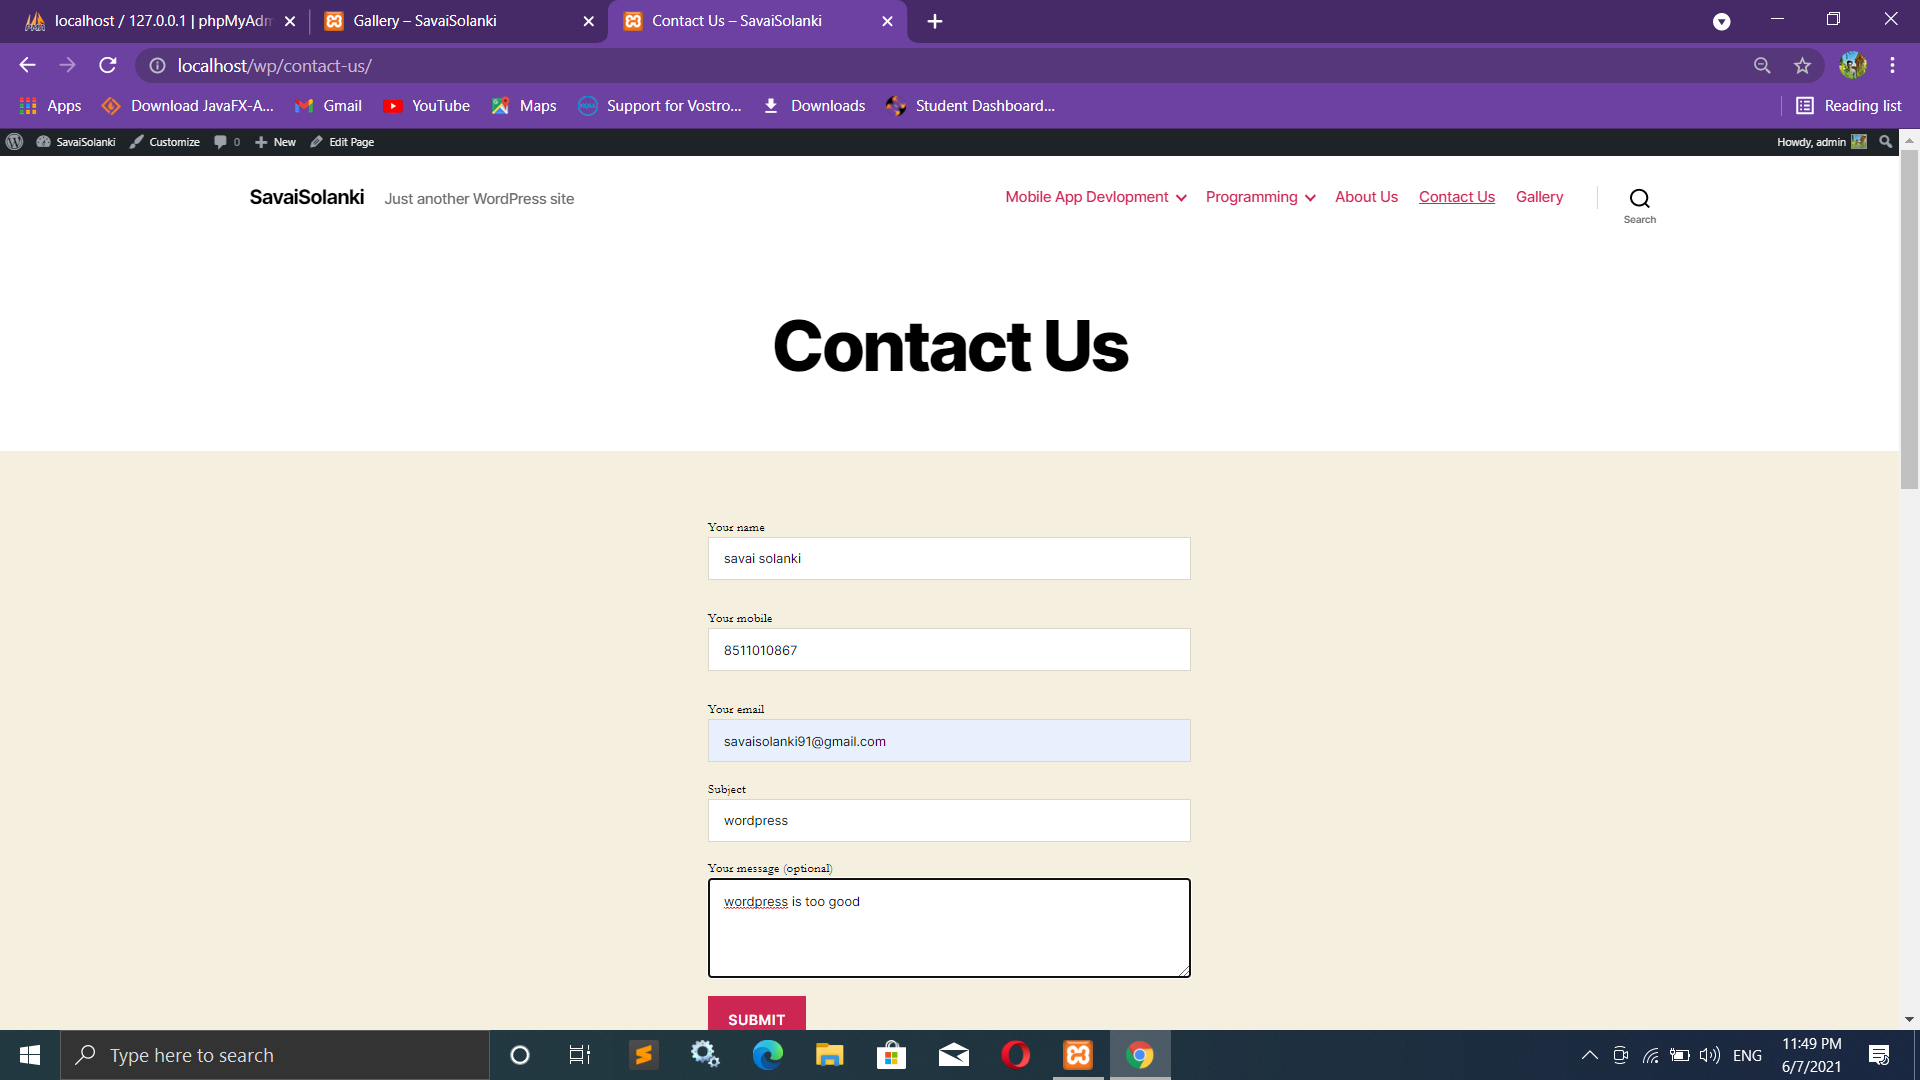 localhost / 127.0.0.1 | phpMyAdm
Gallery – SavaiSolanki
Contact Us – SavaiSolanki
localhost/wp/contact-us/
Apps
Download JavaFX-A...
Gmail
YouTube
Maps
Support for Vostro...
Downloads
Student Dashboard...
Reading list
SavaiSolanki
Customize
0
New
Edit Page
Howdy, admin
SavaiSolanki
Just another WordPress site
Mobile App Devlopment
Programming
About Us
Contact Us
Gallery
Search
Contact Us
Your name
savai solanki
Your mobile
8511010867
Your email
savaisolanki91@gmail.com
Subject
wordpress
Your message (optional)
wordpress is too good
SUBMIT
Type here to search
ENG
11:49 PM
6/7/2021